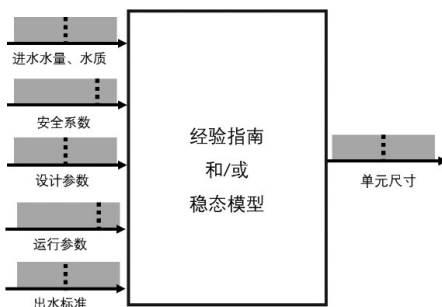 进水水量、水质
安全系数
设计参数
运行参数
出水标准
经验指南
和/或
稳态模型
单元尺寸